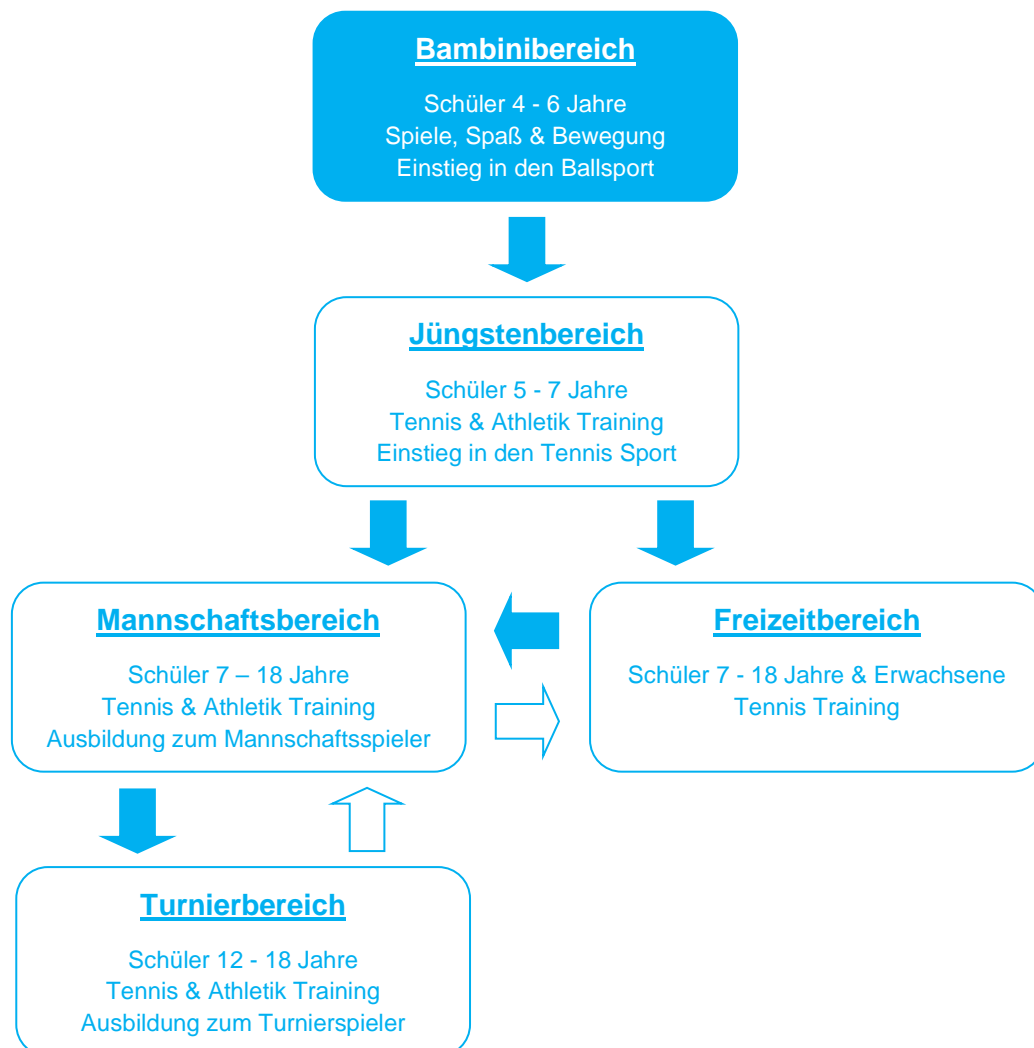 Bambinibereich
Schüler 4 - 6 Jahre
Spiele, Spaß & Bewegung
Einstieg in den Ballsport
Jüngstenbereich
Schüler 5 - 7 Jahre
Tennis & Athletik Training
Einstieg in den Tennis Sport
Mannschaftsbereich
Schüler 7 – 18 Jahre
Tennis & Athletik Training
Ausbildung zum Mannschaftsspieler
Freizeitbereich
Schüler 7 - 18 Jahre & Erwachsene
Tennis Training
Turnierbereich
Schüler 12 - 18 Jahre
Tennis & Athletik Training
Ausbildung zum Turnierspieler